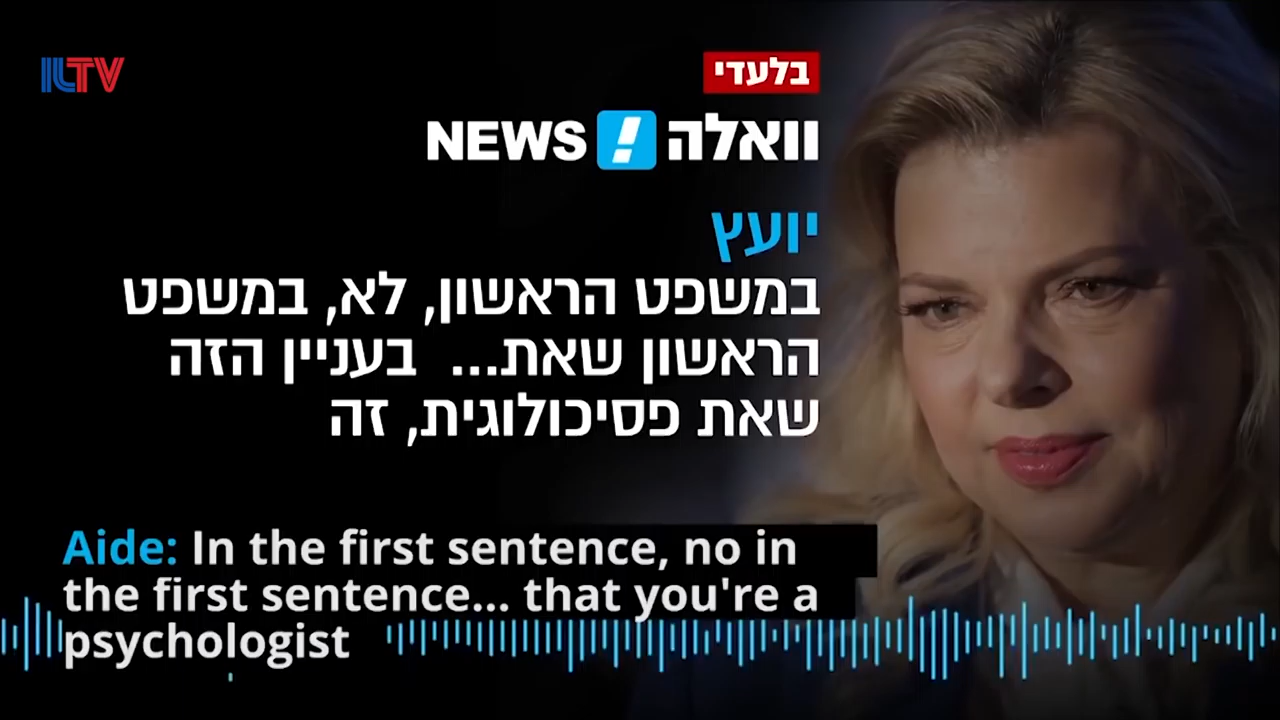 ILTV
בלעדי
וואלה! NEWS
יועץ
במשפט הראשון, לא, במשפט
הראשון שאת... בעניין הזה
שאת פסיכולוגית, זה
Aide: In the first sentence, no in
the first sentence... that you're a
psychologist